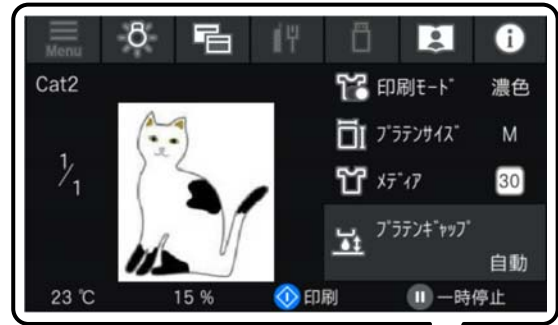 Menu
Cat2
印刷ﾓｰﾄﾞ 濃色
ﾌﾟﾗﾃﾝｻｲｽﾞ M
1/1
ﾒﾃﾞｨｱ 30
ﾌﾟﾗﾃﾝｷﾞｬｯﾌﾟ
自動
23 ℃ 15 % 印刷 一時停止